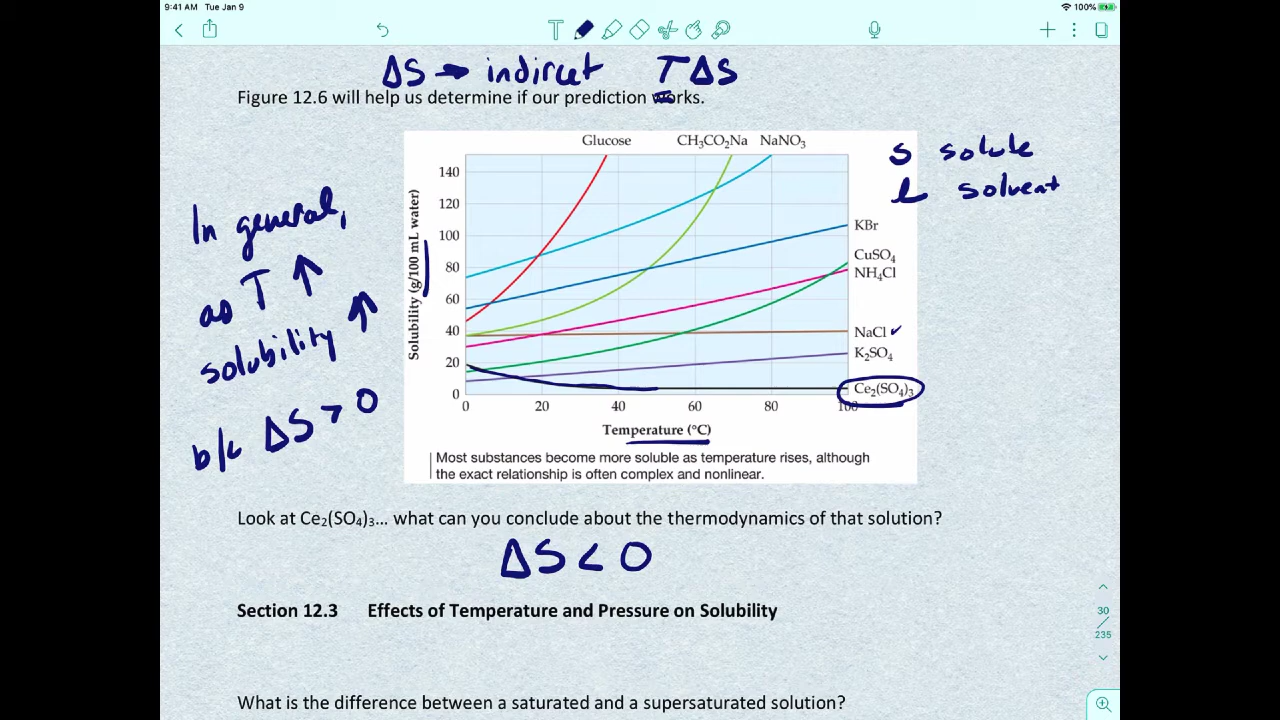 9:41 AM Tue Jan 9
100%
ΔS → indirect TΔS
Figure 12.6 will help us determine if our prediction works.
s solute
l solvent
In general,
as T ↑
solubility ↑
b/c ΔS > 0
Glucose CH₃CO₂Na NaNO₃
Solubility (g/100 mL water)
140
120
100
80
60
40
20
0
KBr
CuSO₄
NH₄Cl
NaCl ✓
K₂SO₄
Ce₂(SO₄)₃
0 20 40 60 80 100
Temperature (°C)
Most substances become more soluble as temperature rises, although
the exact relationship is often complex and nonlinear.
Look at Ce₂(SO₄)₃... what can you conclude about the thermodynamics of that solution?
ΔS < 0
Section 12.3 Effects of Temperature and Pressure on Solubility
30
/
235
What is the difference between a saturated and a supersaturated solution?